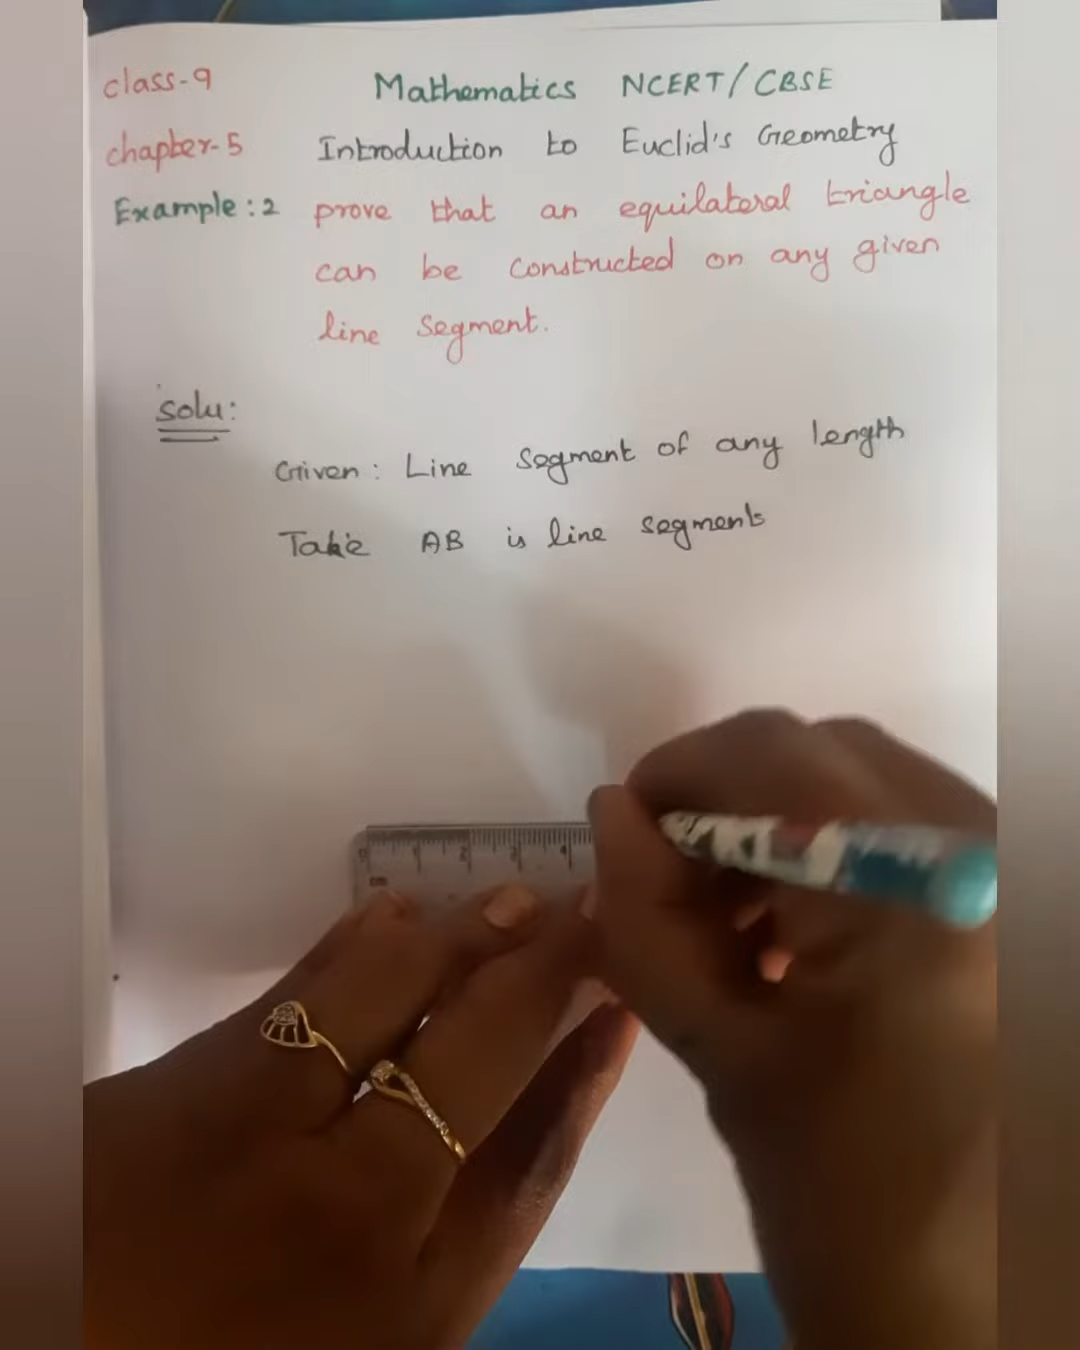 class-9 Mathematics NCERT/CBSE
chapter-5 Introduction to Euclid's Geometry
Example:2 prove that an equilateral triangle
can be constructed on any given
line segment.
Solu:
Given: Line Segment of any length
Take AB is line segments